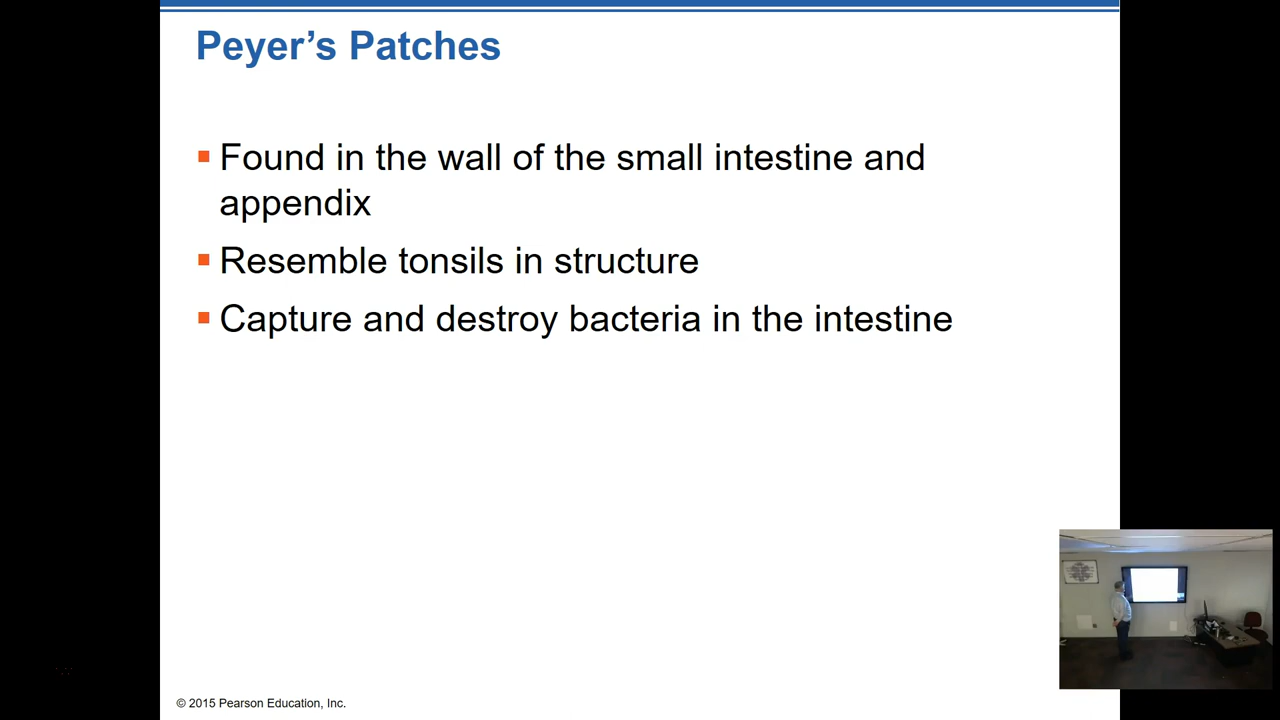 Peyer’s Patches
Found in the wall of the small intestine and
appendix
Resemble tonsils in structure
Capture and destroy bacteria in the intestine
© 2015 Pearson Education, Inc.